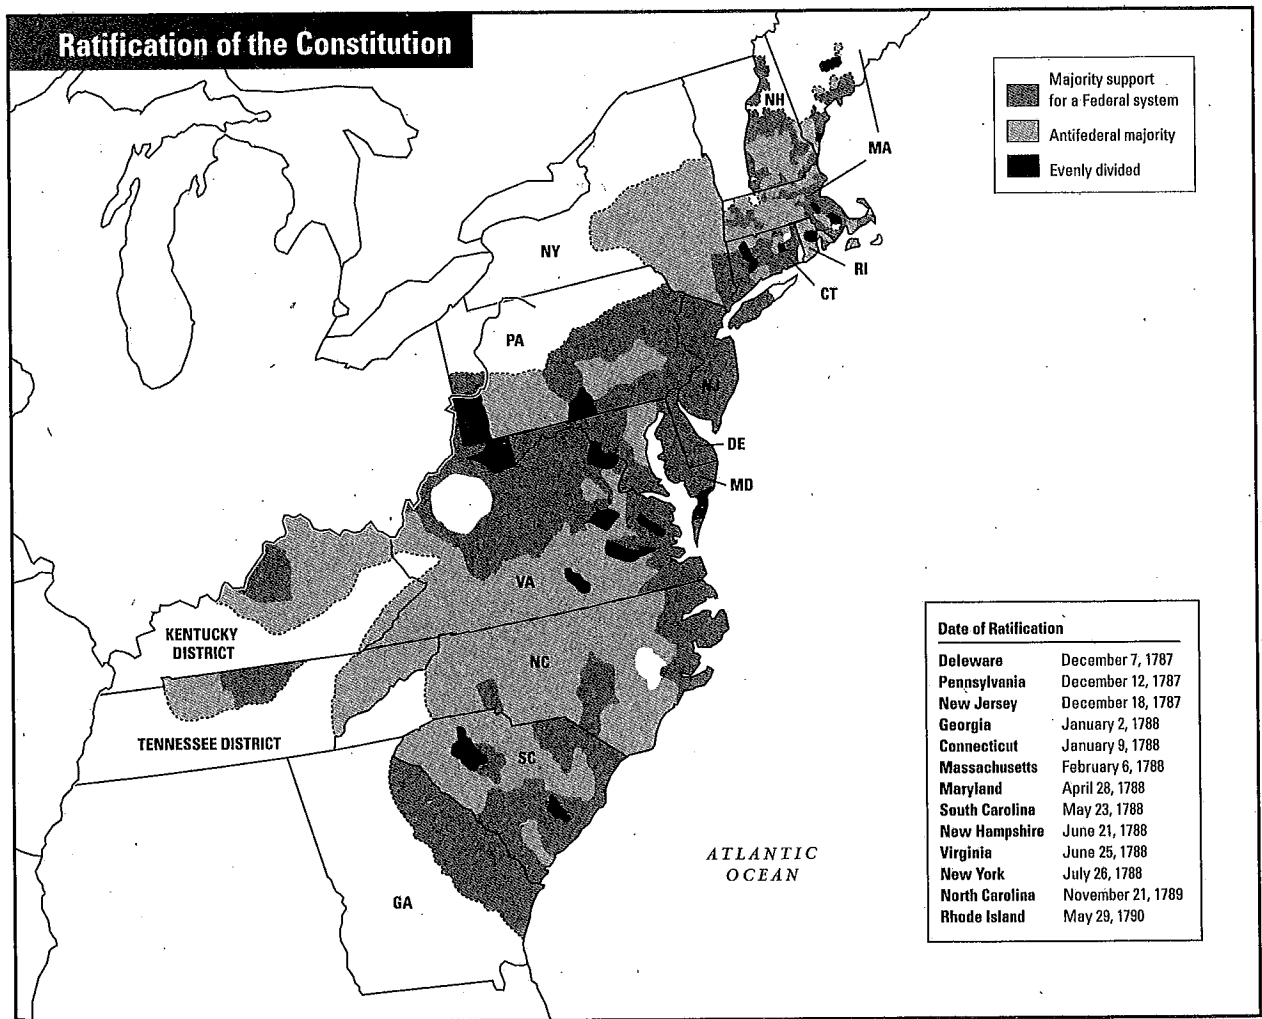 Ratification of the Constitution
Majority support
for a Federal system
Antifederal majority
Evenly divided
NH
MA
NY
RI
CT
PA
NJ
DE
MD
VA
KENTUCKY
DISTRICT
NC
TENNESSEE DISTRICT
SC
GA
ATLANTIC
OCEAN
Date of Ratification
Deleware December 7, 1787
Pennsylvania December 12, 1787
New Jersey December 18, 1787
Georgia January 2, 1788
Connecticut January 9, 1788
Massachusetts February 6, 1788
Maryland April 28, 1788
South Carolina May 23, 1788
New Hampshire June 21, 1788
Virginia June 25, 1788
New York July 26, 1788
North Carolina November 21, 1789
Rhode Island May 29, 1790